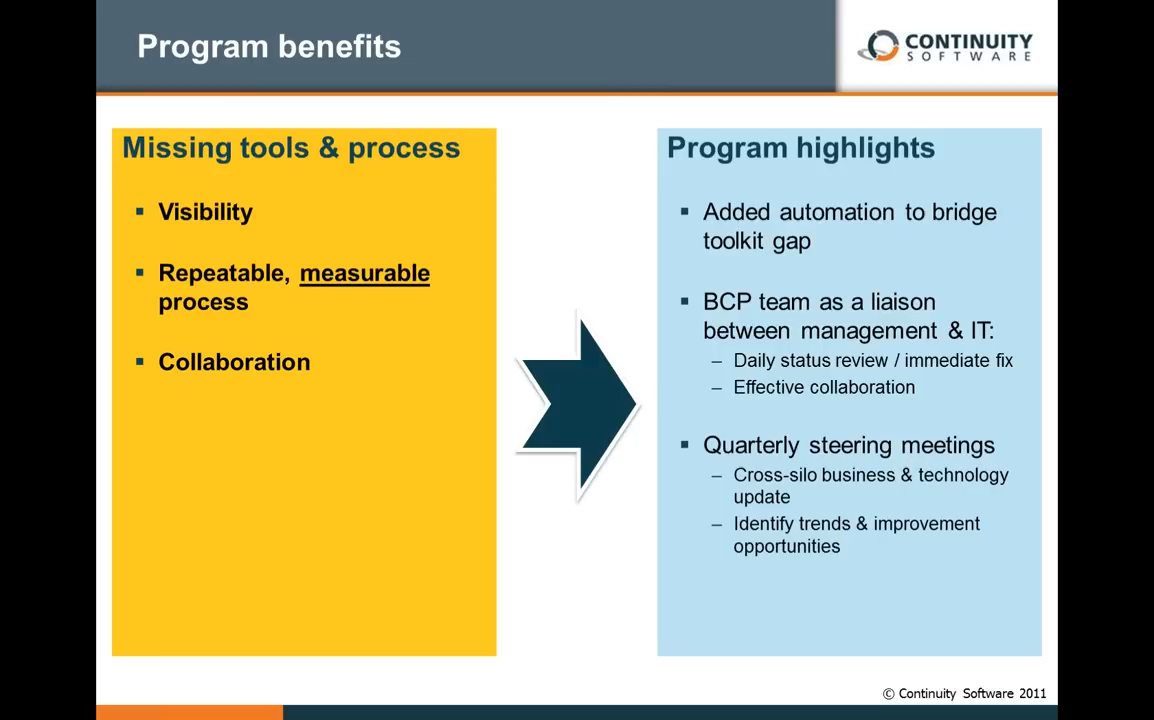 Program benefits
CONTINUITY
SOFTWARE
Missing tools & process
▪ Visibility
▪ Repeatable, measurable
process
▪ Collaboration
Program highlights
▪ Added automation to bridge
toolkit gap
▪ BCP team as a liaison
between management & IT:
– Daily status review / immediate fix
– Effective collaboration
▪ Quarterly steering meetings
– Cross-silo business & technology
update
– Identify trends & improvement
opportunities
© Continuity Software 2011